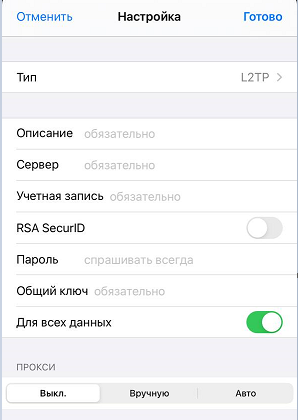 Отменить Настройка Готово
Тип L2TP
Описание обязательно
Сервер обязательно
Учетная запись обязательно
RSA SecurID
Пароль спрашивать всегда
Общий ключ обязательно
Для всех данных
ПРОКСИ
Выкл. Вручную Авто